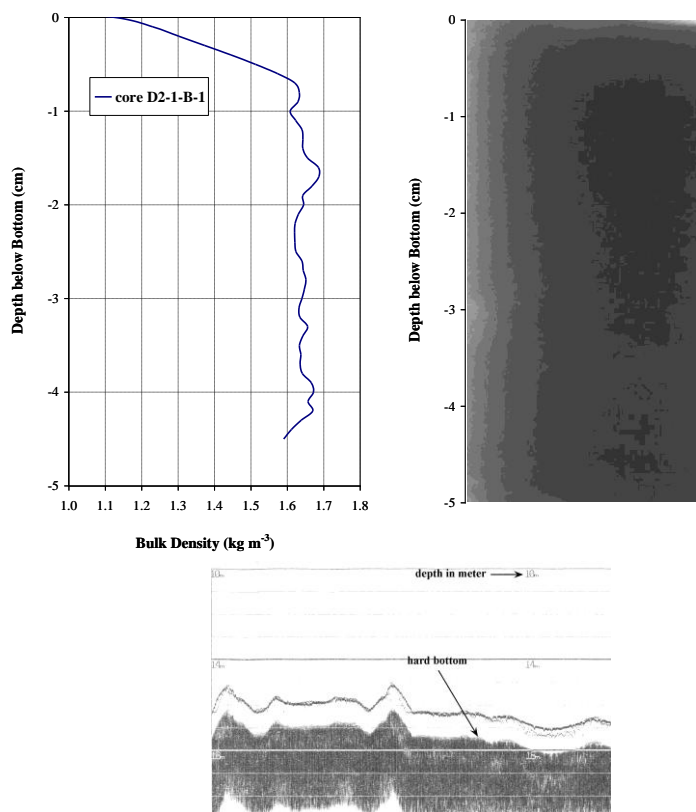 0
-1
-2
-3
-4
-5
1.0 1.1 1.2 1.3 1.4 1.5 1.6 1.7 1.8
Depth below Bottom (cm)
Bulk Density (kg m-3)
core D2-1-B-1
0
-1
-2
-3
-4
-5
Depth below Bottom (cm)
depth in meter
hard bottom